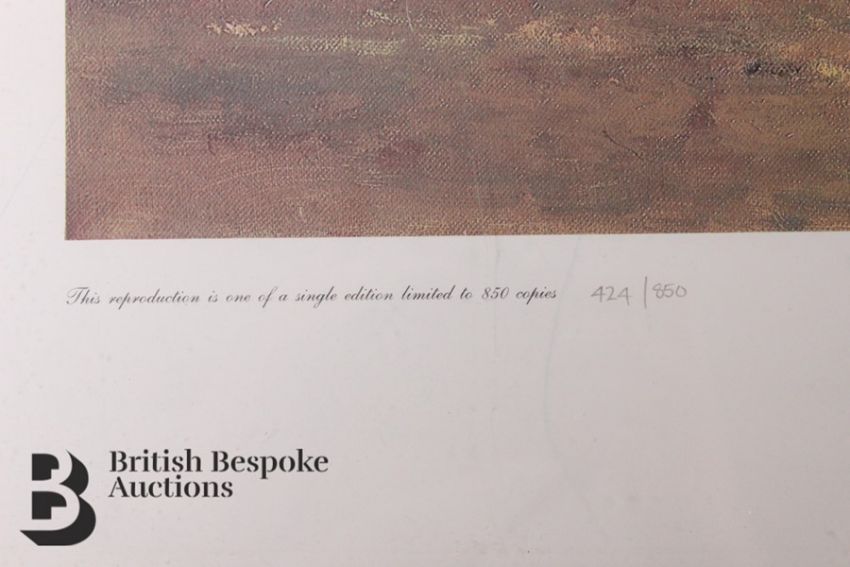 This reproduction is one of a single edition limited to 850 copies 424/850
British Bespoke
Auctions